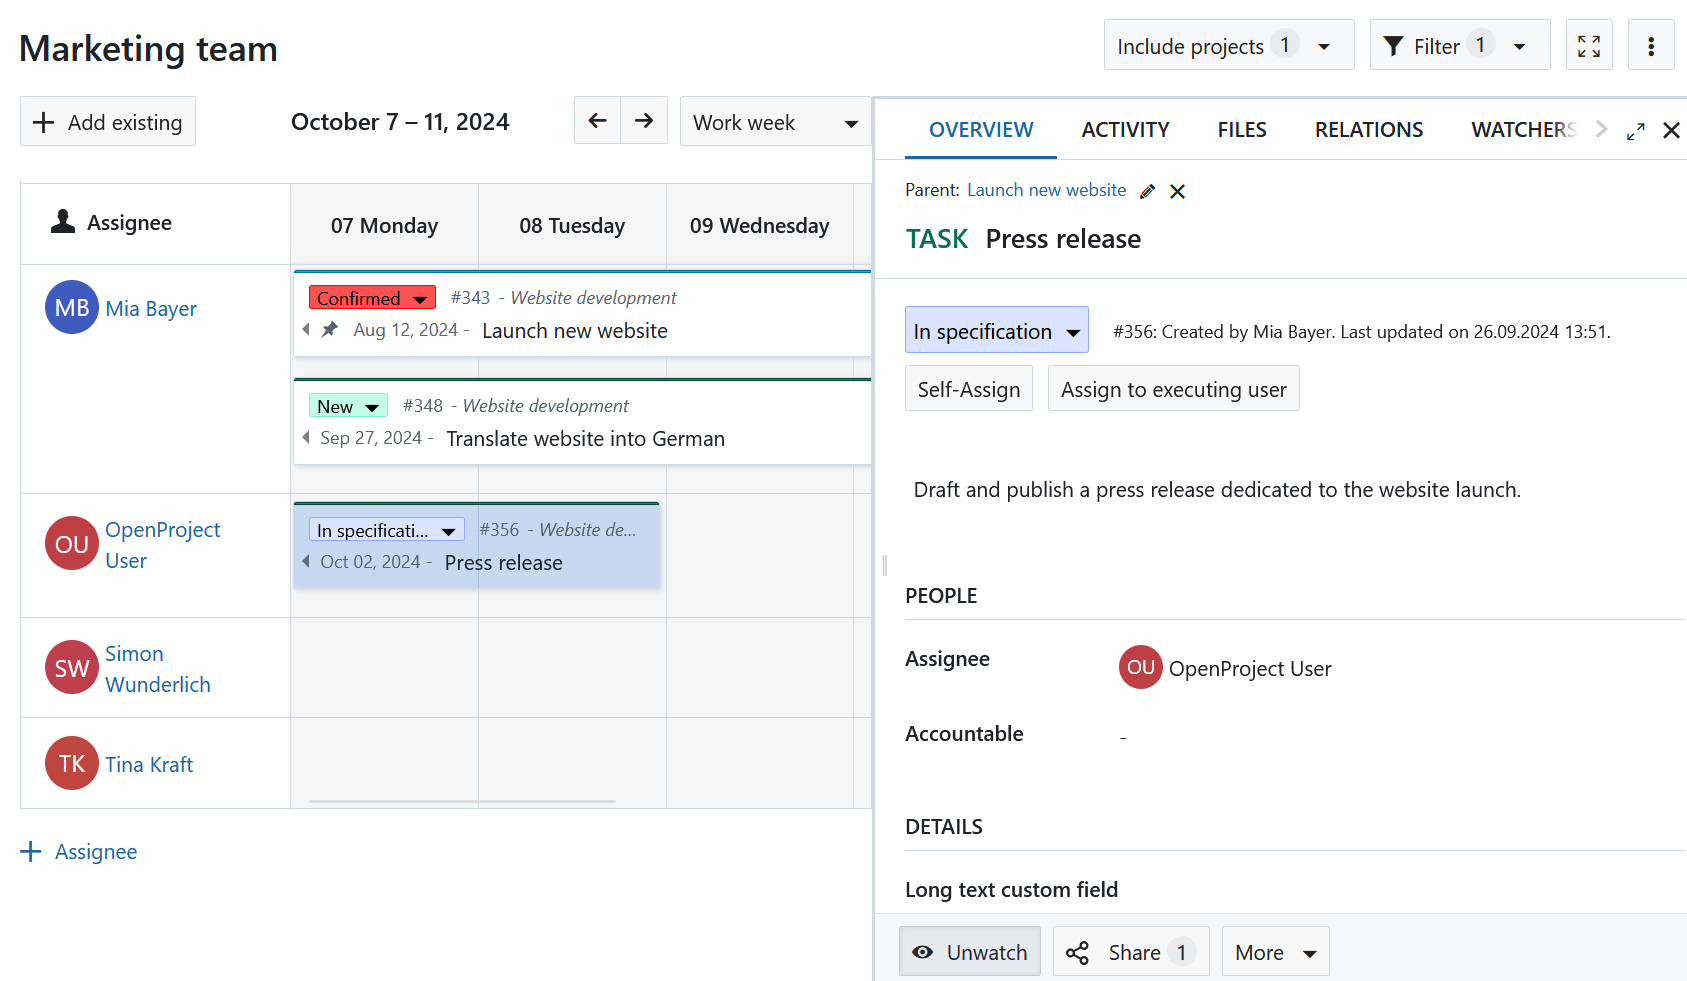 Marketing team
Include projects 1
Filter 1
Add existing
October 7 – 11, 2024
Work week
Assignee
07 Monday
08 Tuesday
09 Wednesday
MB Mia Bayer
Confirmed #343 - Website development
Aug 12, 2024 - Launch new website
New #348 - Website development
Sep 27, 2024 - Translate website into German
OU OpenProject
User
In specificati... #356 - Website de...
Oct 02, 2024 - Press release
SW Simon
Wunderlich
TK Tina Kraft
Assignee
OVERVIEW ACTIVITY FILES RELATIONS WATCHERS
Parent: Launch new website
TASK Press release
In specification #356: Created by Mia Bayer. Last updated on 26.09.2024 13:51.
Self-Assign Assign to executing user
Draft and publish a press release dedicated to the website launch.
PEOPLE
Assignee OU OpenProject User
Accountable -
DETAILS
Long text custom field
Unwatch Share 1 More